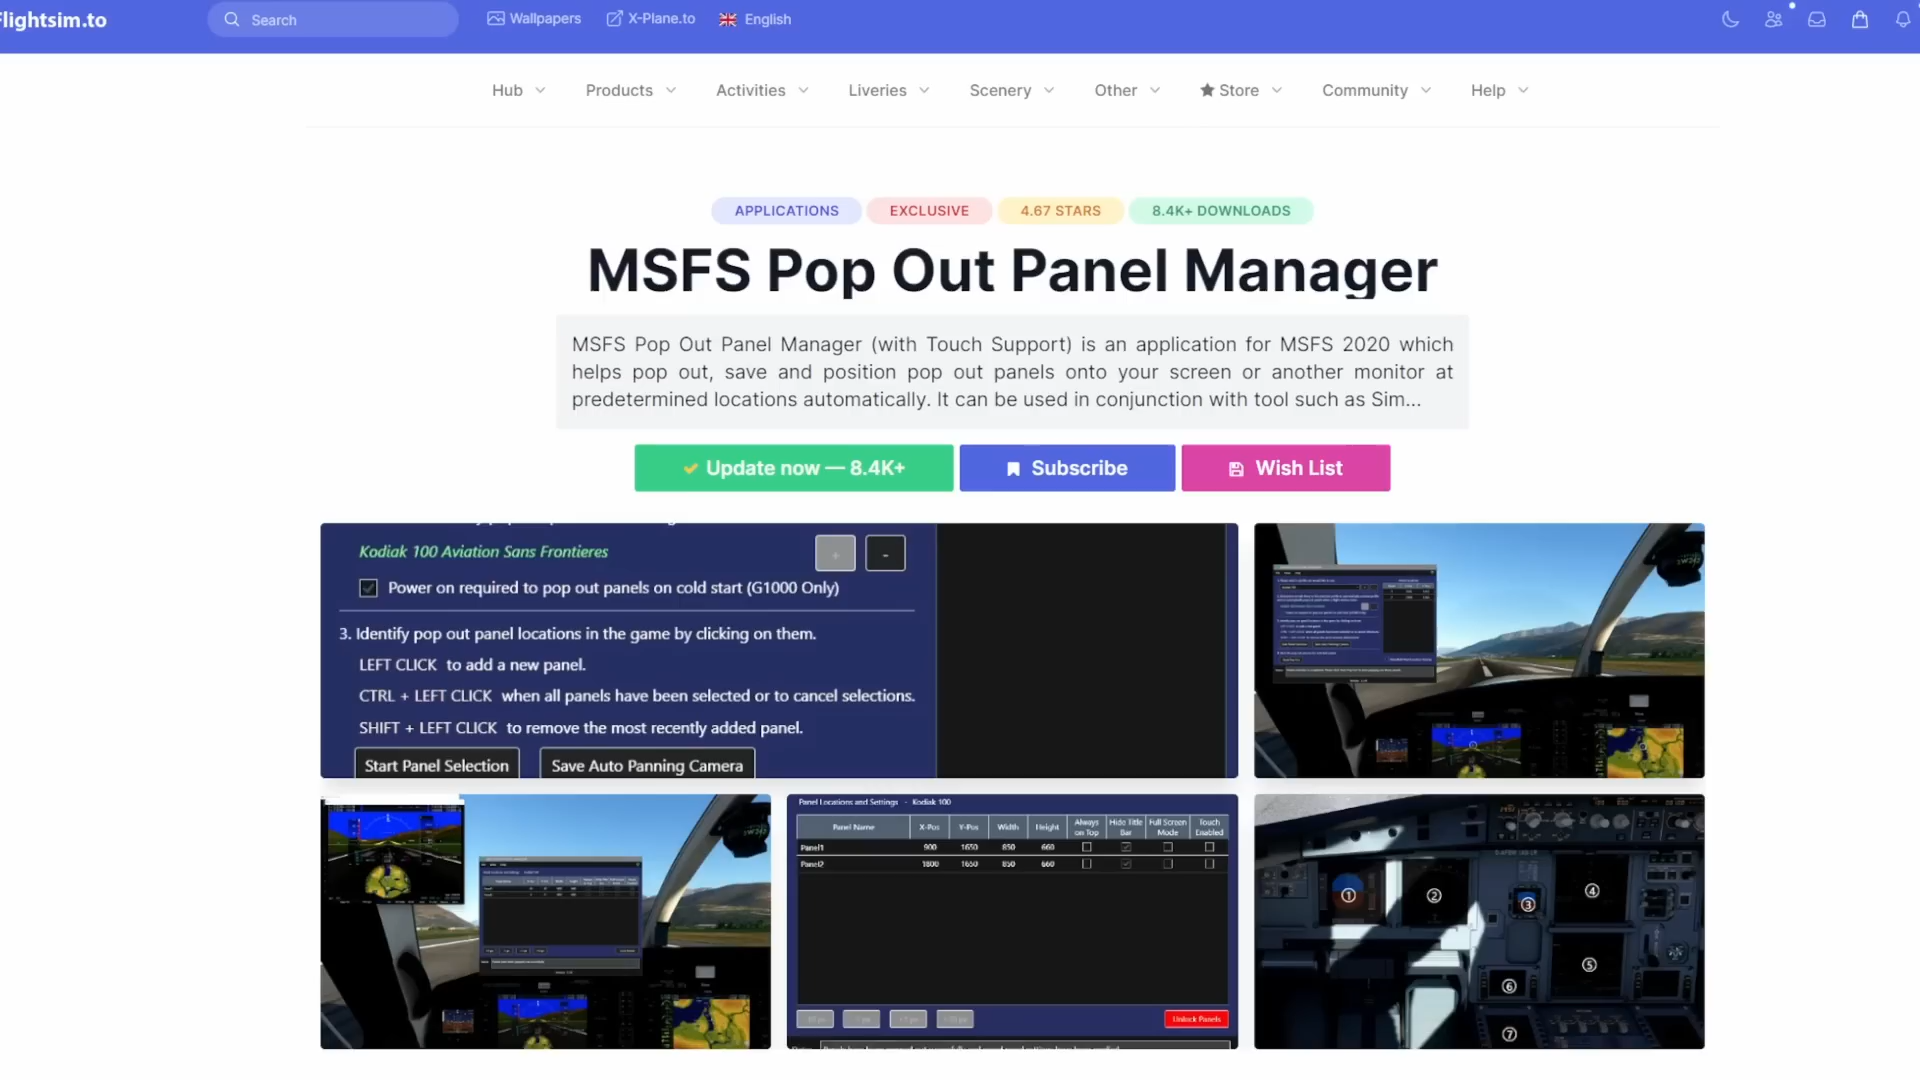 Flightsim.to
Search
Wallpapers
X-Plane.to
English
Hub
Products
Activities
Liveries
Scenery
Other
Store
Community
Help
APPLICATIONS
EXCLUSIVE
4.67 STARS
8.4K+ DOWNLOADS
MSFS Pop Out Panel Manager
MSFS Pop Out Panel Manager (with Touch Support) is an application for MSFS 2020 which
helps pop out, save and position pop out panels onto your screen or another monitor at
predetermined locations automatically. It can be used in conjunction with tool such as Sim...
Update now — 8.4K+
Subscribe
Wish List
Kodiak 100 Aviation Sans Frontieres
+
-
Power on required to pop out panels on cold start (G1000 Only)
3. Identify pop out panel locations in the game by clicking on them.
LEFT CLICK to add a new panel.
CTRL + LEFT CLICK when all panels have been selected or to cancel selections.
SHIFT + LEFT CLICK to remove the most recently added panel.
Start Panel Selection
Save Auto Panning Camera
Panel Locations and Settings - Kodiak 100
Panel Name X-Pos Y-Pos Width Height Always on Top Hide Title Bar Full Screen Mode Touch Enabled
Panel1 900 1650 850 660
Panel2 1800 1650 850 660
Unlock Panels
1
2
3
4
5
6
7